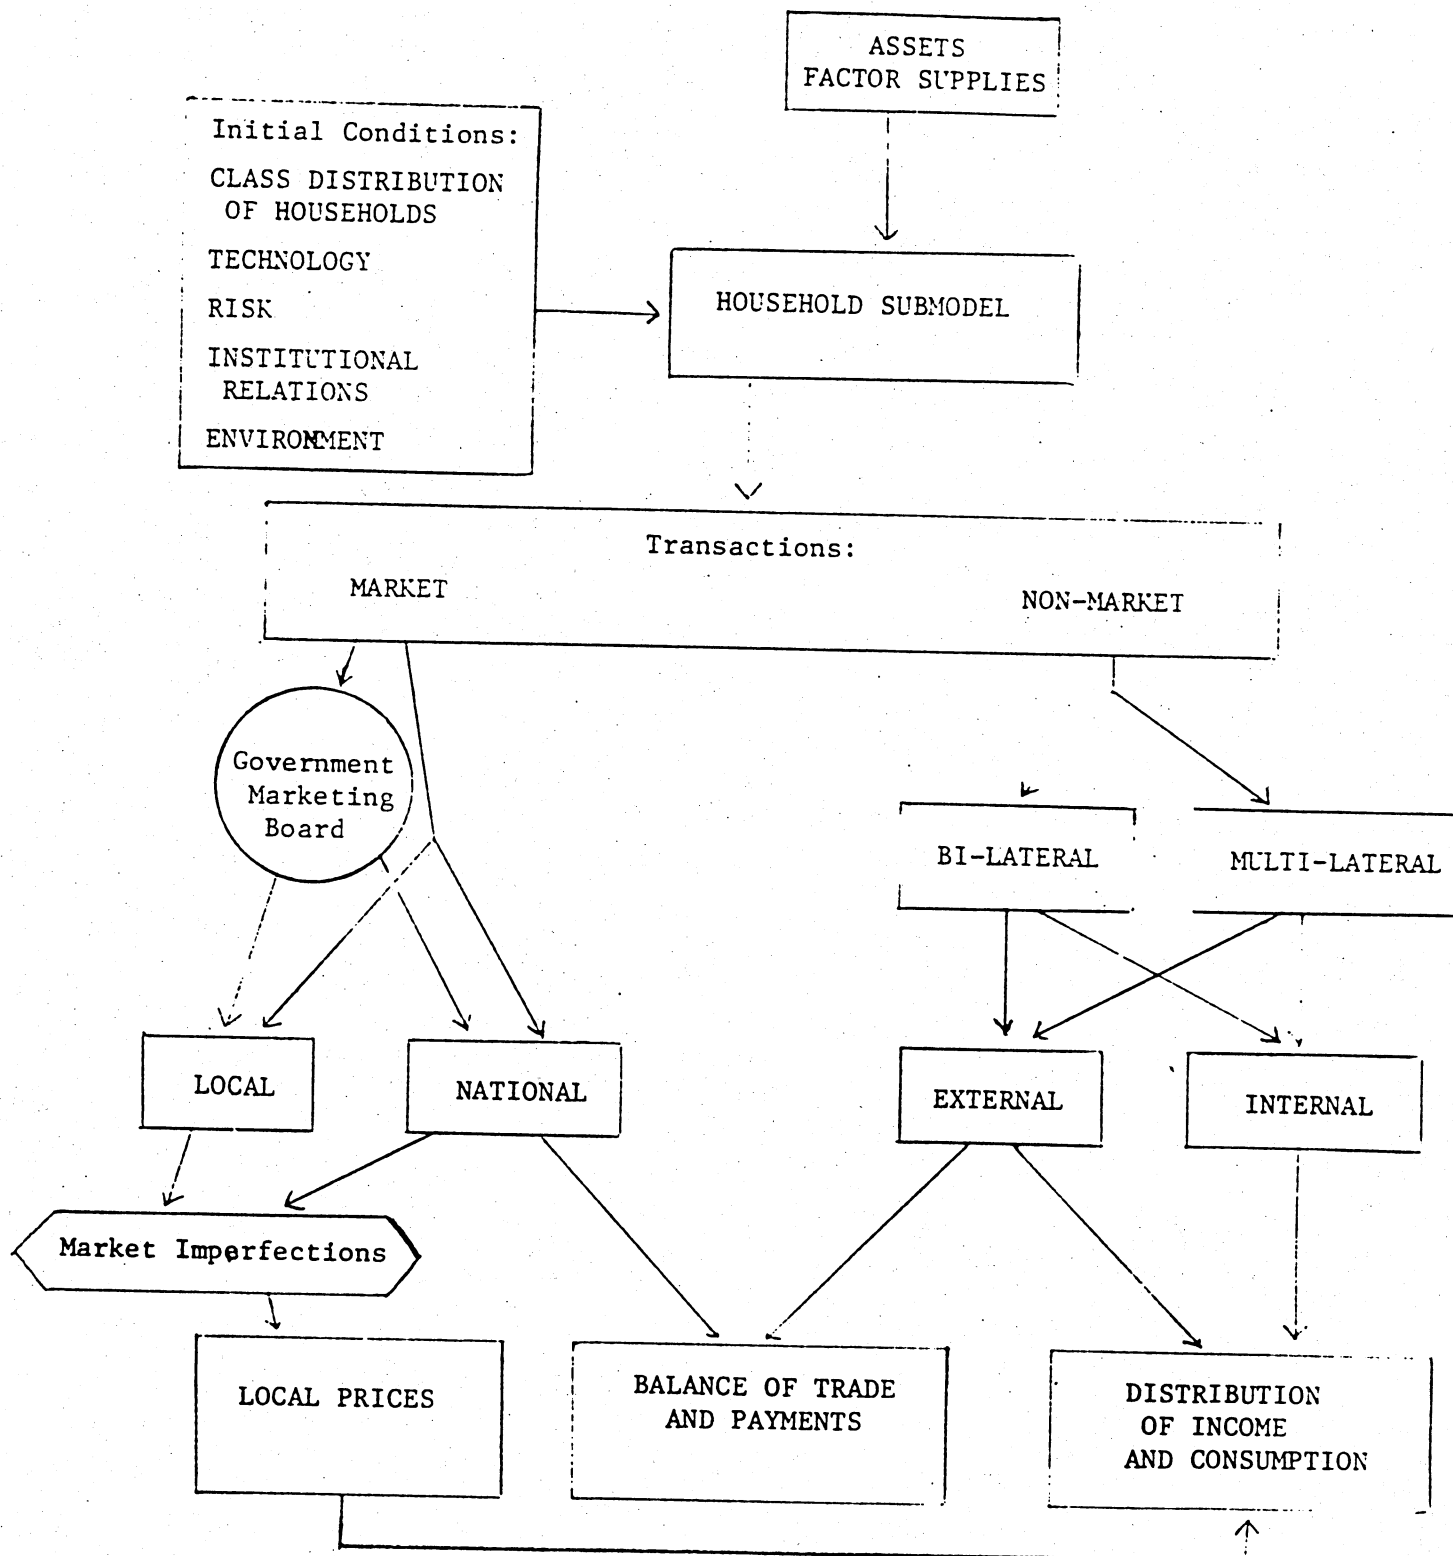 ASSETS
FACTOR SUPPLIES
Initial Conditions:
CLASS DISTRIBUTION
OF HOUSEHOLDS
TECHNOLOGY
RISK
INSTITUTIONAL
RELATIONS
ENVIRONMENT
HOUSEHOLD SUBMODEL
Transactions:
MARKET
NON-MARKET
Government
Marketing
Board
BI-LATERAL
MULTI-LATERAL
LOCAL
NATIONAL
EXTERNAL
INTERNAL
Market Imperfections
LOCAL PRICES
BALANCE OF TRADE
AND PAYMENTS
DISTRIBUTION
OF INCOME
AND CONSUMPTION